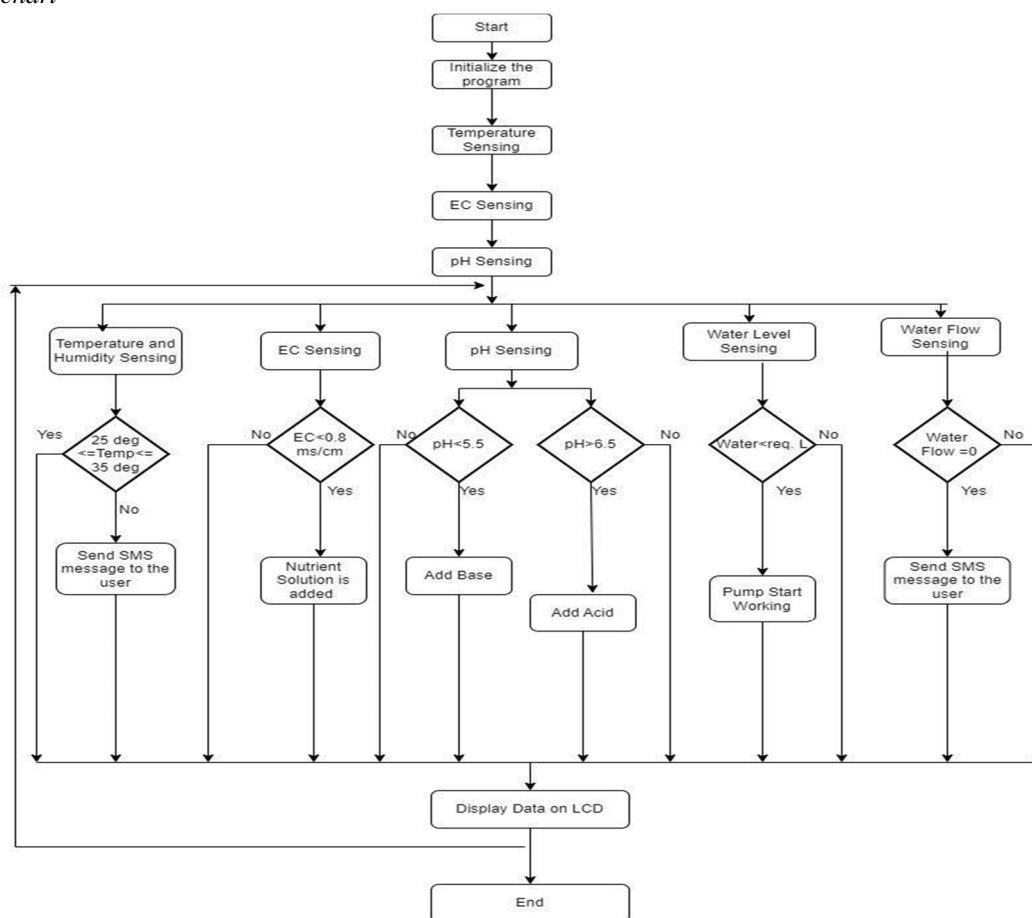 chart
Start
Initialize the
program
Temperature
Sensing
EC Sensing
pH Sensing
Temperature and
Humidity Sensing
EC Sensing
pH Sensing
Water Level
Sensing
Water Flow
Sensing
Yes
25 deg
<=Temp<=
35 deg
No
No
EC<0.8
ms/cm
Yes
No
pH<5.5
Yes
pH>6.5
No
Yes
Water<req. L
No
Yes
Water
Flow =0
No
Yes
Send SMS
message to the
user
Nutrient
Solution is
added
Add Base
Add Acid
Pump Start
Working
Send SMS
message to the
user
Display Data on LCD
End